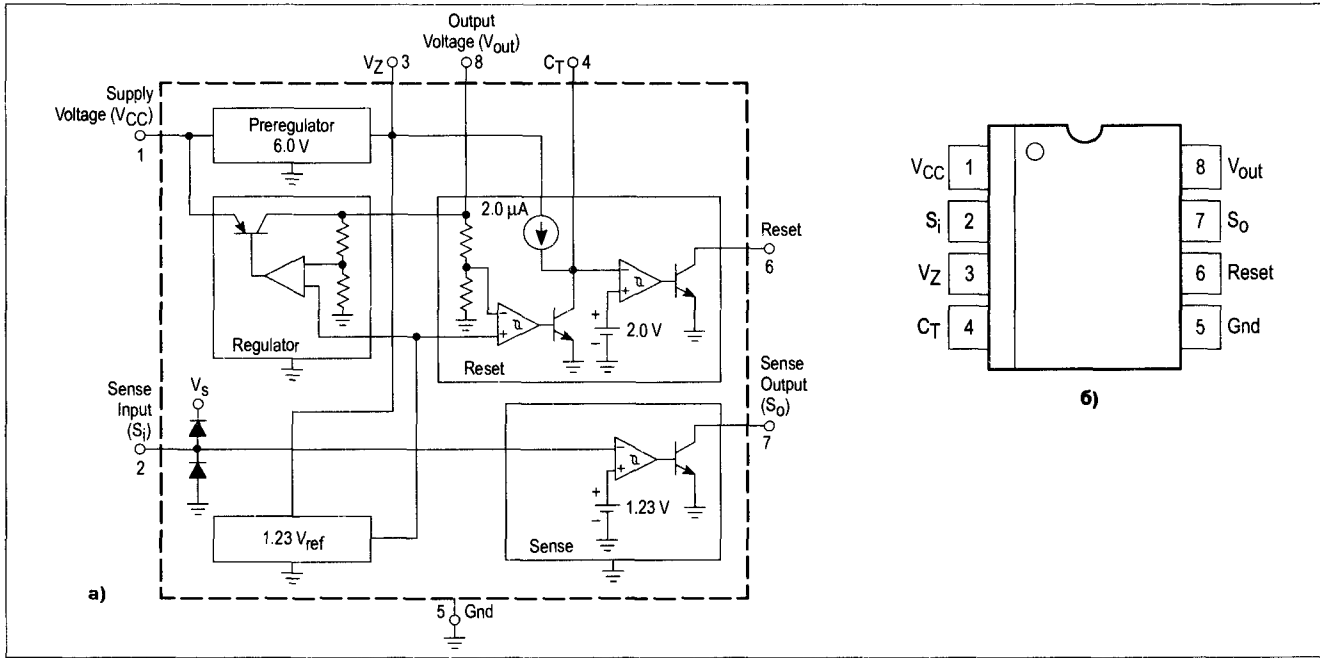 Output
Voltage (Vout)
VZ 3
8
CT 4
Supply
Voltage (VCC)
1
Preregulator
6.0 V
2.0 µA
Reset
6
+
−
+
−
+
−
2.0 V
Regulator
Reset
Sense
Input
(Si)
2
VS
Sense
Output
(So)
7
−
+
+
−
1.23 V
1.23 Vref
Sense
а)
5 Gnd
VCC 1
8 Vout
Si 2
7 So
VZ 3
6 Reset
CT 4
5 Gnd
б)